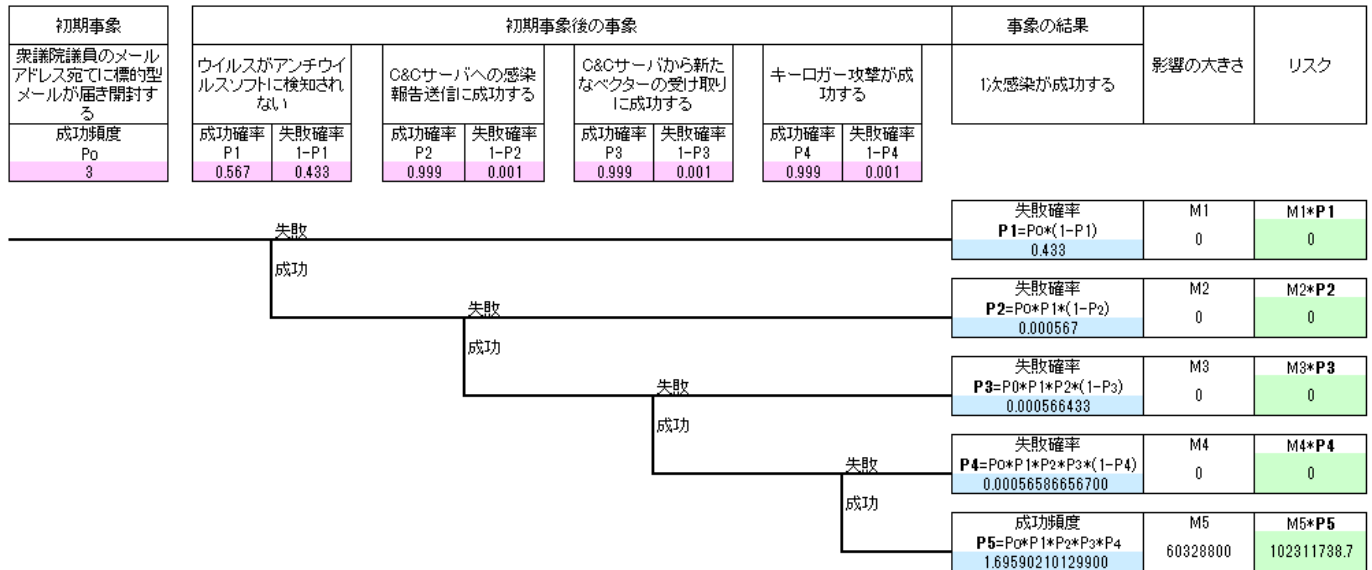 初期事象
初期事象後の事象
事象の結果
影響の大きさ
リスク
衆議院議員のメール
アドレス宛てに標的型
メールが届き開封す
る
ウイルスがアンチウイ
ルスソフトに検知され
ない
C&Cサーバへの感染
報告送信に成功する
C&Cサーバから新た
なベクターの受け取り
に成功する
キーロガー攻撃が成
功する
1次感染が成功する
成功頻度
P0
3
成功確率 失敗確率
P1 1-P1
0.567 0.433
成功確率 失敗確率
P2 1-P2
0.999 0.001
成功確率 失敗確率
P3 1-P3
0.999 0.001
成功確率 失敗確率
P4 1-P4
0.999 0.001
失敗
成功
失敗確率
P1=P0*(1-P1)
0.433
M1
0
M1*P1
0
失敗
成功
失敗確率
P2=P0*P1*(1-P2)
0.000567
M2
0
M2*P2
0
失敗
成功
失敗確率
P3=P0*P1*P2*(1-P3)
0.000566433
M3
0
M3*P3
0
失敗
成功
失敗確率
P4=P0*P1*P2*P3*(1-P4)
0.00056586656700
M4
0
M4*P4
0
成功頻度
P5=P0*P1*P2*P3*P4
1.69590210129900
M5
60328800
M5*P5
102311738.7